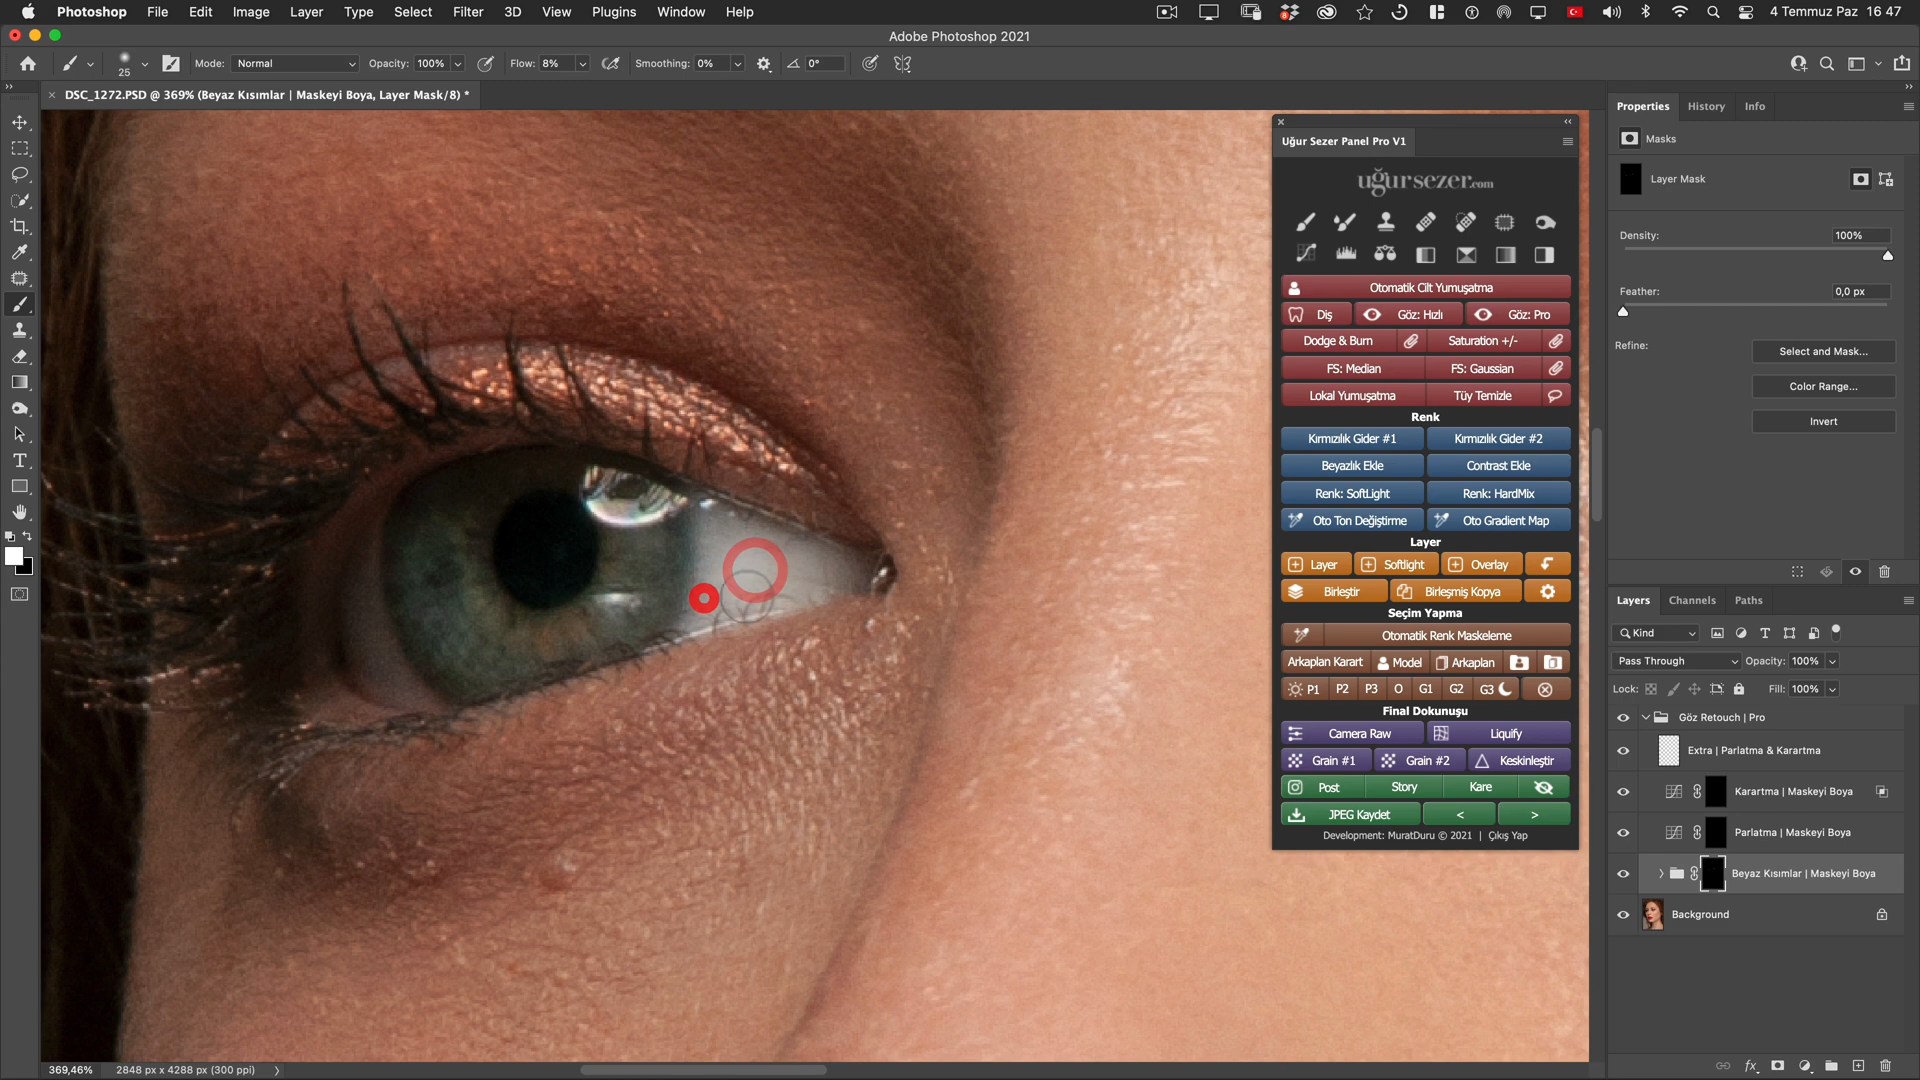 Photoshop File Edit Image Layer Type Select Filter 3D View Plugins Window Help 4 Temmuz Paz 16 47
Adobe Photoshop 2021
25 Mode: Normal Opacity: 100% Flow: 8% Smoothing: 0% 0°
DSC_1272.PSD @ 369% (Beyaz Kısımlar | Maskeyi Boya, Layer Mask/8) *
Uğur Sezer Panel Pro V1
uğursezer.com
Otomatik Cilt Yumuşatma
Diş Göz: Hızlı Göz: Pro
Dodge & Burn Saturation +/-
FS: Median FS: Gaussian
Lokal Yumuşatma Tüy Temizle
Renk
Kırmızılık Gider #1 Kırmızılık Gider #2
Beyazlık Ekle Contrast Ekle
Renk: SoftLight Renk: HardMix
Oto Ton Değiştirme Oto Gradient Map
Layer
Layer Softlight Overlay
Birleştir Birleşmiş Kopya
Seçim Yapma
Otomatik Renk Maskeleme
Arkaplan Karart Model Arkaplan
P1 P2 P3 O G1 G2 G3
Final Dokunuşu
Camera Raw Liquify
Grain #1 Grain #2 Keskinleştir
Post Story Kare
JPEG Kaydet < >
Development: MuratDuru © 2021 | Çıkış Yap
Properties History Info
Masks
Layer Mask
Density: 100%
Feather: 0,0 px
Refine: Select and Mask...
Color Range...
Invert
Layers Channels Paths
Kind
Pass Through Opacity: 100%
Lock: Fill: 100%
Göz Retouch | Pro
Extra | Parlatma & Karartma
Karartma | Maskeyi Boya
Parlatma | Maskeyi Boya
Beyaz Kısımlar | Maskeyi Boya
Background
369,46% 2848 px x 4288 px (300 ppi)